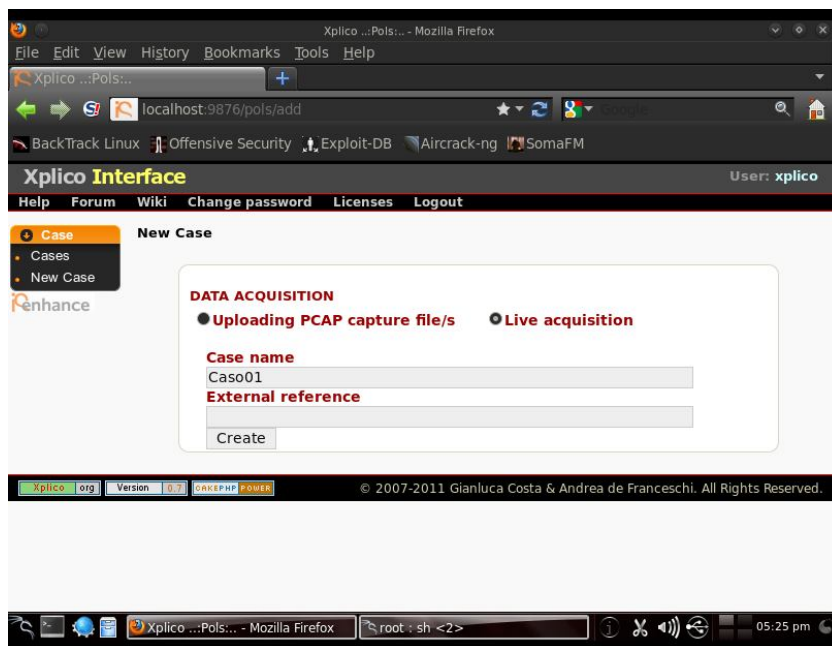 Xplico ..:Pols:.. - Mozilla Firefox
File Edit View History Bookmarks Tools Help
Xplico ..:Pols:..
localhost:9876/pols/add
Google
BackTrack Linux Offensive Security Exploit-DB Aircrack-ng SomaFM
Xplico Interface User: xplico
Help Forum Wiki Change password Licenses Logout
Case
Cases
New Case
enhance
New Case
DATA ACQUISITION
Uploading PCAP capture file/s Live acquisition
Case name
Caso01
External reference
Create
Xplico org Version 0.7 CAKEPHP POWER © 2007-2011 Gianluca Costa & Andrea de Franceschi. All Rights Reserved.
Xplico ..:Pols:.. - Mozilla Firefox root : sh <2> 05:25 pm